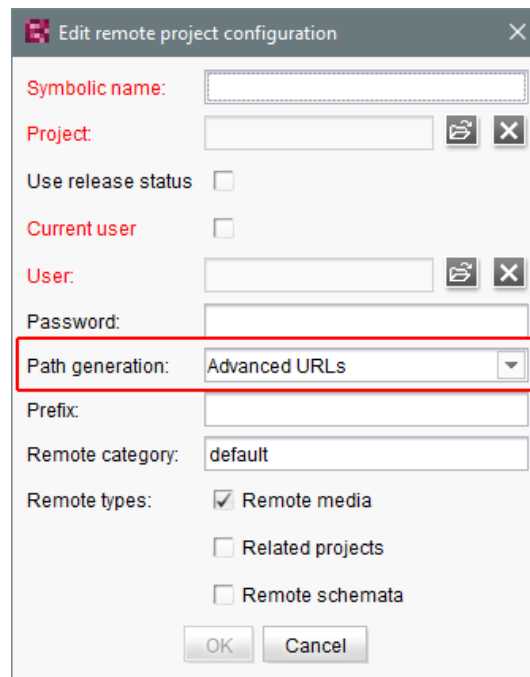 Edit remote project configuration
Symbolic name:
Project:
Use release status
Current user
User:
Password:
Path generation: Advanced URLs
Prefix:
Remote category: default
Remote types: Remote media
Related projects
Remote schemata
OK Cancel